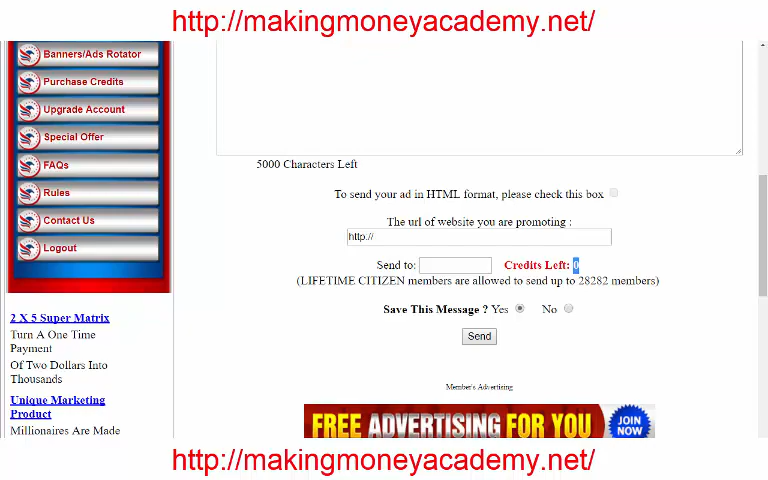 http://makingmoneyacademy.net/
Banners/Ads Rotator
Purchase Credits
Upgrade Account
Special Offer
FAQs
Rules
Contact Us
Logout
2 X 5 Super Matrix
Turn A One Time
Payment
Of Two Dollars Into
Thousands
Unique Marketing
Product
Millionaires Are Made
5000 Characters Left
To send your ad in HTML format, please check this box
The url of website you are promoting :
http://
Send to: Credits Left: 0
(LIFETIME CITIZEN members are allowed to send up to 28282 members)
Save This Message ? Yes No
Send
Member's Advertising
FREE ADVERTISING FOR YOU JOIN
NOW
http://makingmoneyacademy.net/